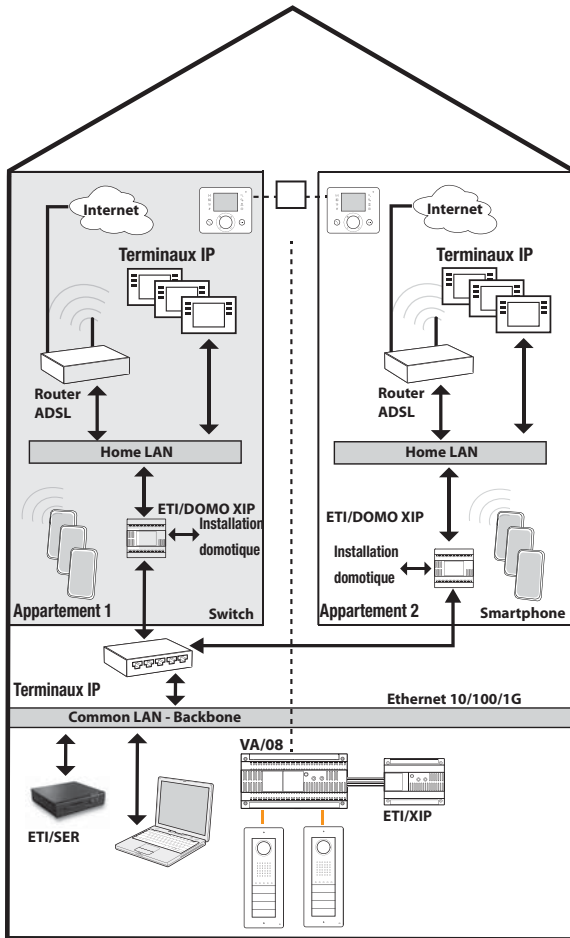 Internet
Terminaux IP
Router
ADSL
Home LAN
ETI/DOMO XIP
Installation
domotique
Appartement 1
Switch
Internet
Terminaux IP
Router
ADSL
Home LAN
ETI/DOMO XIP
Installation
domotique
Appartement 2
Smartphone
Terminaux IP
Ethernet 10/100/1G
Common LAN - Backbone
VA/08
ETI/SER
ETI/XIP